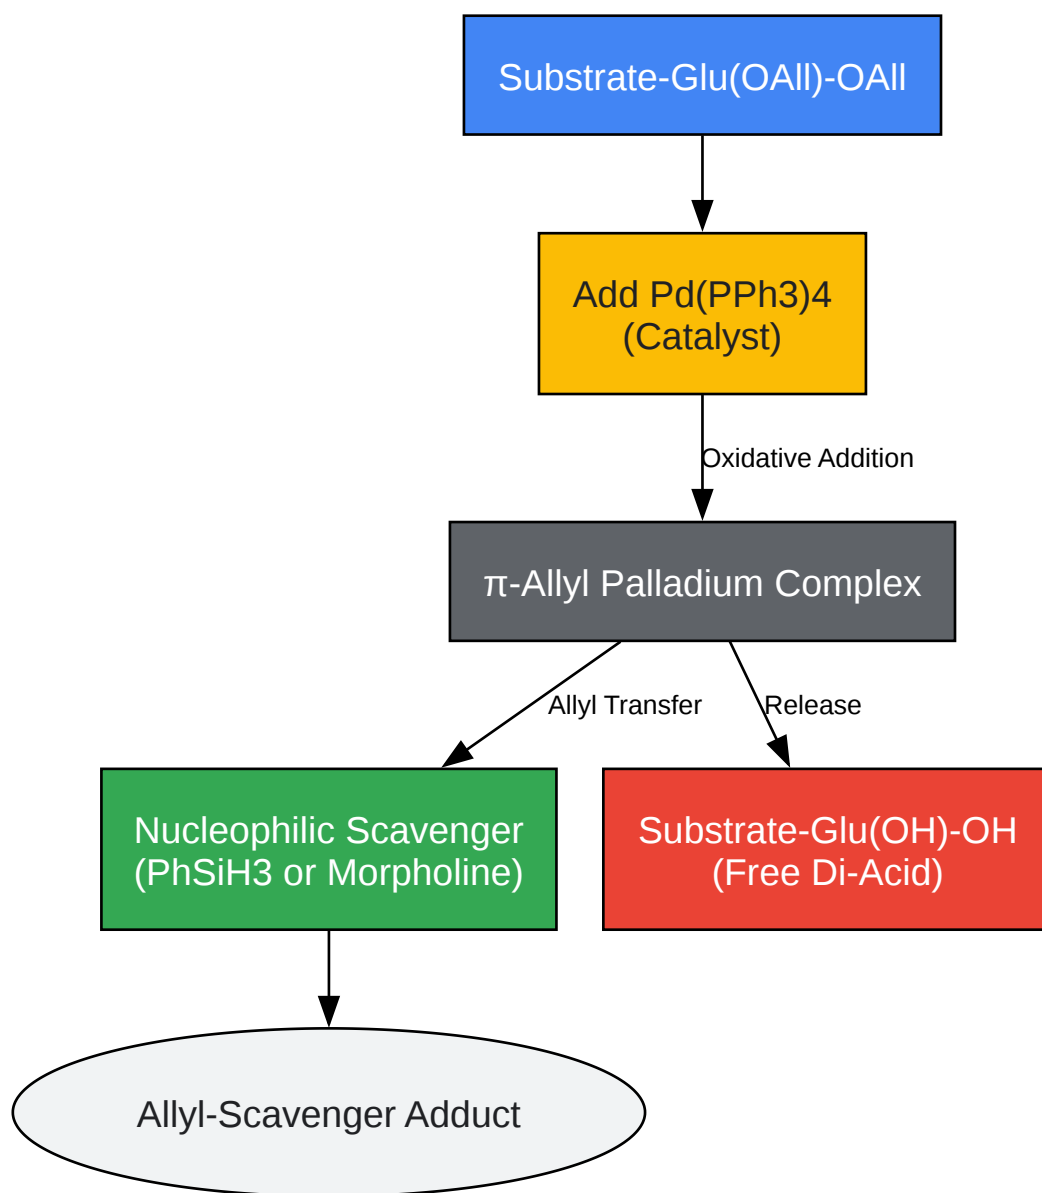 Substrate-Glu(OAll)-OAll
Add Pd(PPh3)4
(Catalyst)
Oxidative Addition
π-Allyl Palladium Complex
Allyl Transfer
Release
Nucleophilic Scavenger
(PhSiH3 or Morpholine)
Substrate-Glu(OH)-OH
(Free Di-Acid)
Allyl-Scavenger Adduct